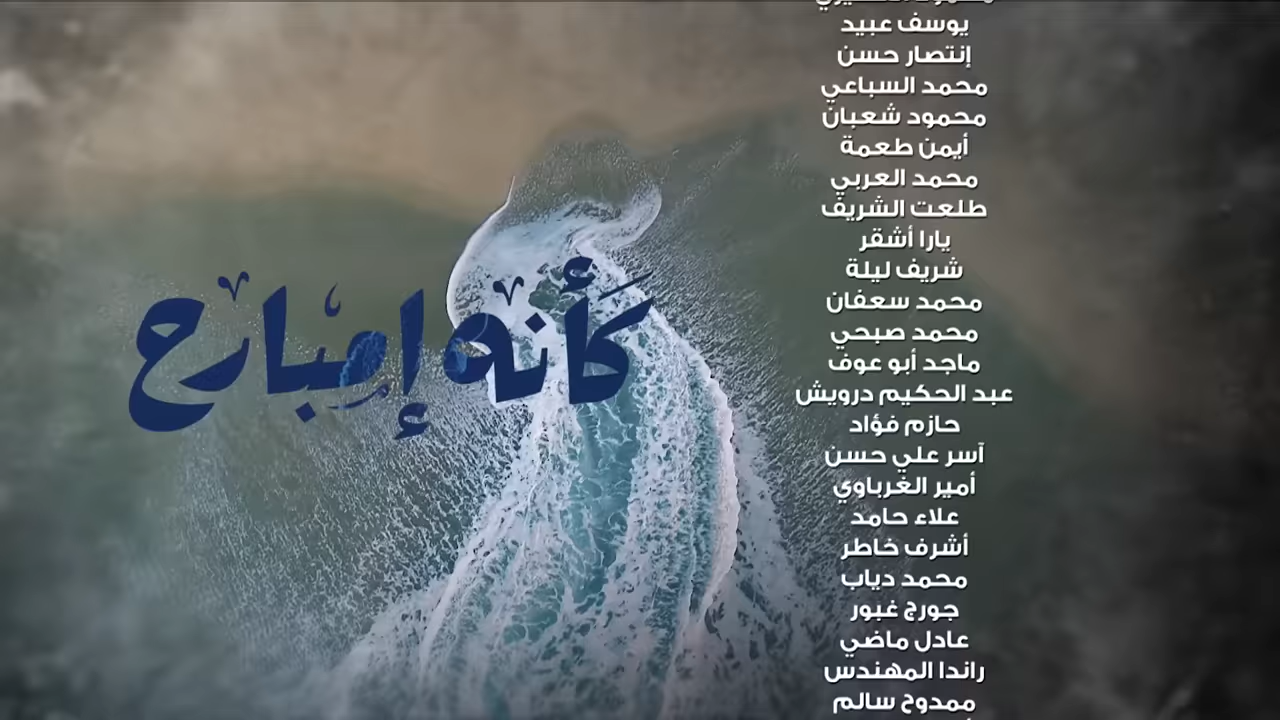 كَأنه إمبارح
يوسف عبيد
إنتصار حسن
محمد السباعي
محمود شعبان
أيمن طعمة
محمد العربي
طلعت الشريف
يارا أشقر
شريف ليلة
محمد سعفان
محمد صبحي
ماجد أبو عوف
عبد الحكيم درويش
حازم فؤاد
آسر علي حسن
أمير الغرباوي
علاء حامد
أشرف خاطر
محمد دياب
جورج غبور
عادل ماضي
راندا المهندس
ممدوح سالم